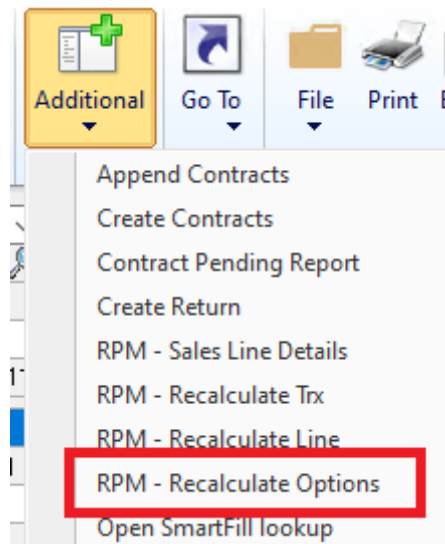 Additional Go To File Print
Append Contracts
Create Contracts
Contract Pending Report
Create Return
RPM - Sales Line Details
RPM - Recalculate Trx
RPM - Recalculate Line
RPM - Recalculate Options
Open SmartFill lookup